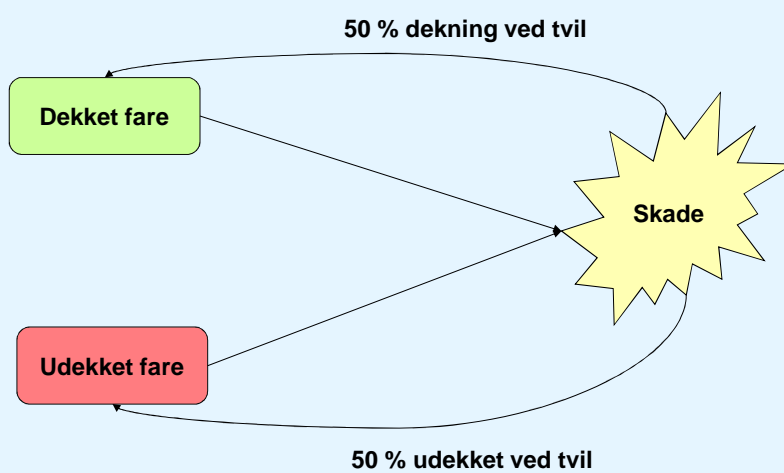 50 % dekning ved tvil
Dekket fare
Skade
Udekket fare
50 % udekket ved tvil